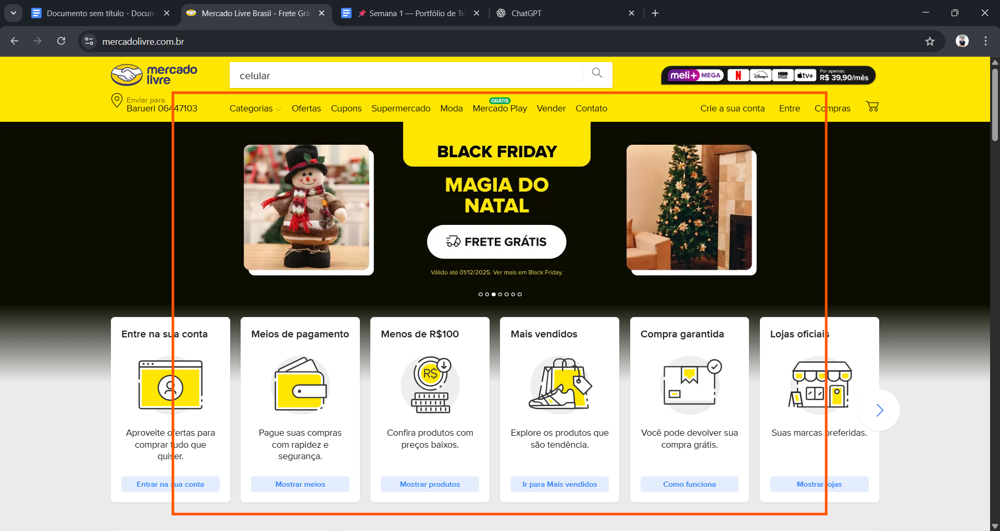 Documento sem título - Docum
Mercado Livre Brasil - Frete Grá
📌 Semana 1 — Portfólio de Te
ChatGPT
mercadolivre.com.br
mercado
livre
celular
meli+ MEGA
N
Disney+
HBO
max
tv+
Por apenas:
R$ 39,90/mês
Enviar para
Barueri 06447103
Categorias
Ofertas
Cupons
Supermercado
Moda
GRÁTIS
Mercado Play
Vender
Contato
Crie a sua conta
Entre
Compras
BLACK FRIDAY
MAGIA DO
NATAL
FRETE GRÁTIS
Válido até 01/12/2025. Ver mais em Black Friday.
Entre na sua conta
Aproveite ofertas para
comprar tudo que
quiser.
Entrar na sua conta
Meios de pagamento
Pague suas compras
com rapidez e
segurança.
Mostrar meios
Menos de R$100
R$
Confira produtos com
preços baixos.
Mostrar produtos
Mais vendidos
Explore os produtos que
são tendência.
Ir para Mais vendidos
Compra garantida
Você pode devolver sua
compra grátis.
Como funciona
Lojas oficiais
Suas marcas preferidas.
Mostrar lojas